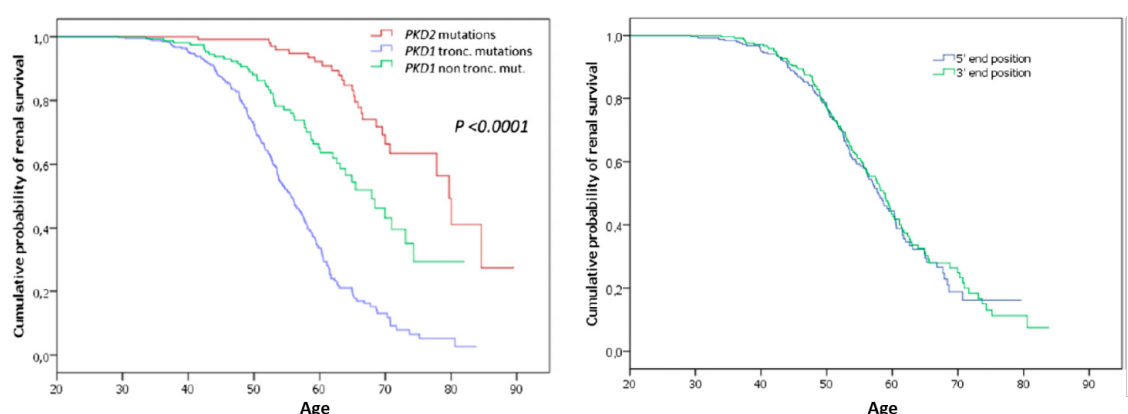 Cumulative probability of renal survival
1,0
0,8
0,6
0,4
0,2
0,0
20 30 40 50 60 70 80 90
Age
PKD2 mutations
PKD1 tronc. mutations
PKD1 non tronc. mut.
P <0.0001
Cumulative probability of renal survival
1,0
0,8
0,6
0,4
0,2
0,0
20 30 40 50 60 70 80 90
Age
5' end position
3' end position